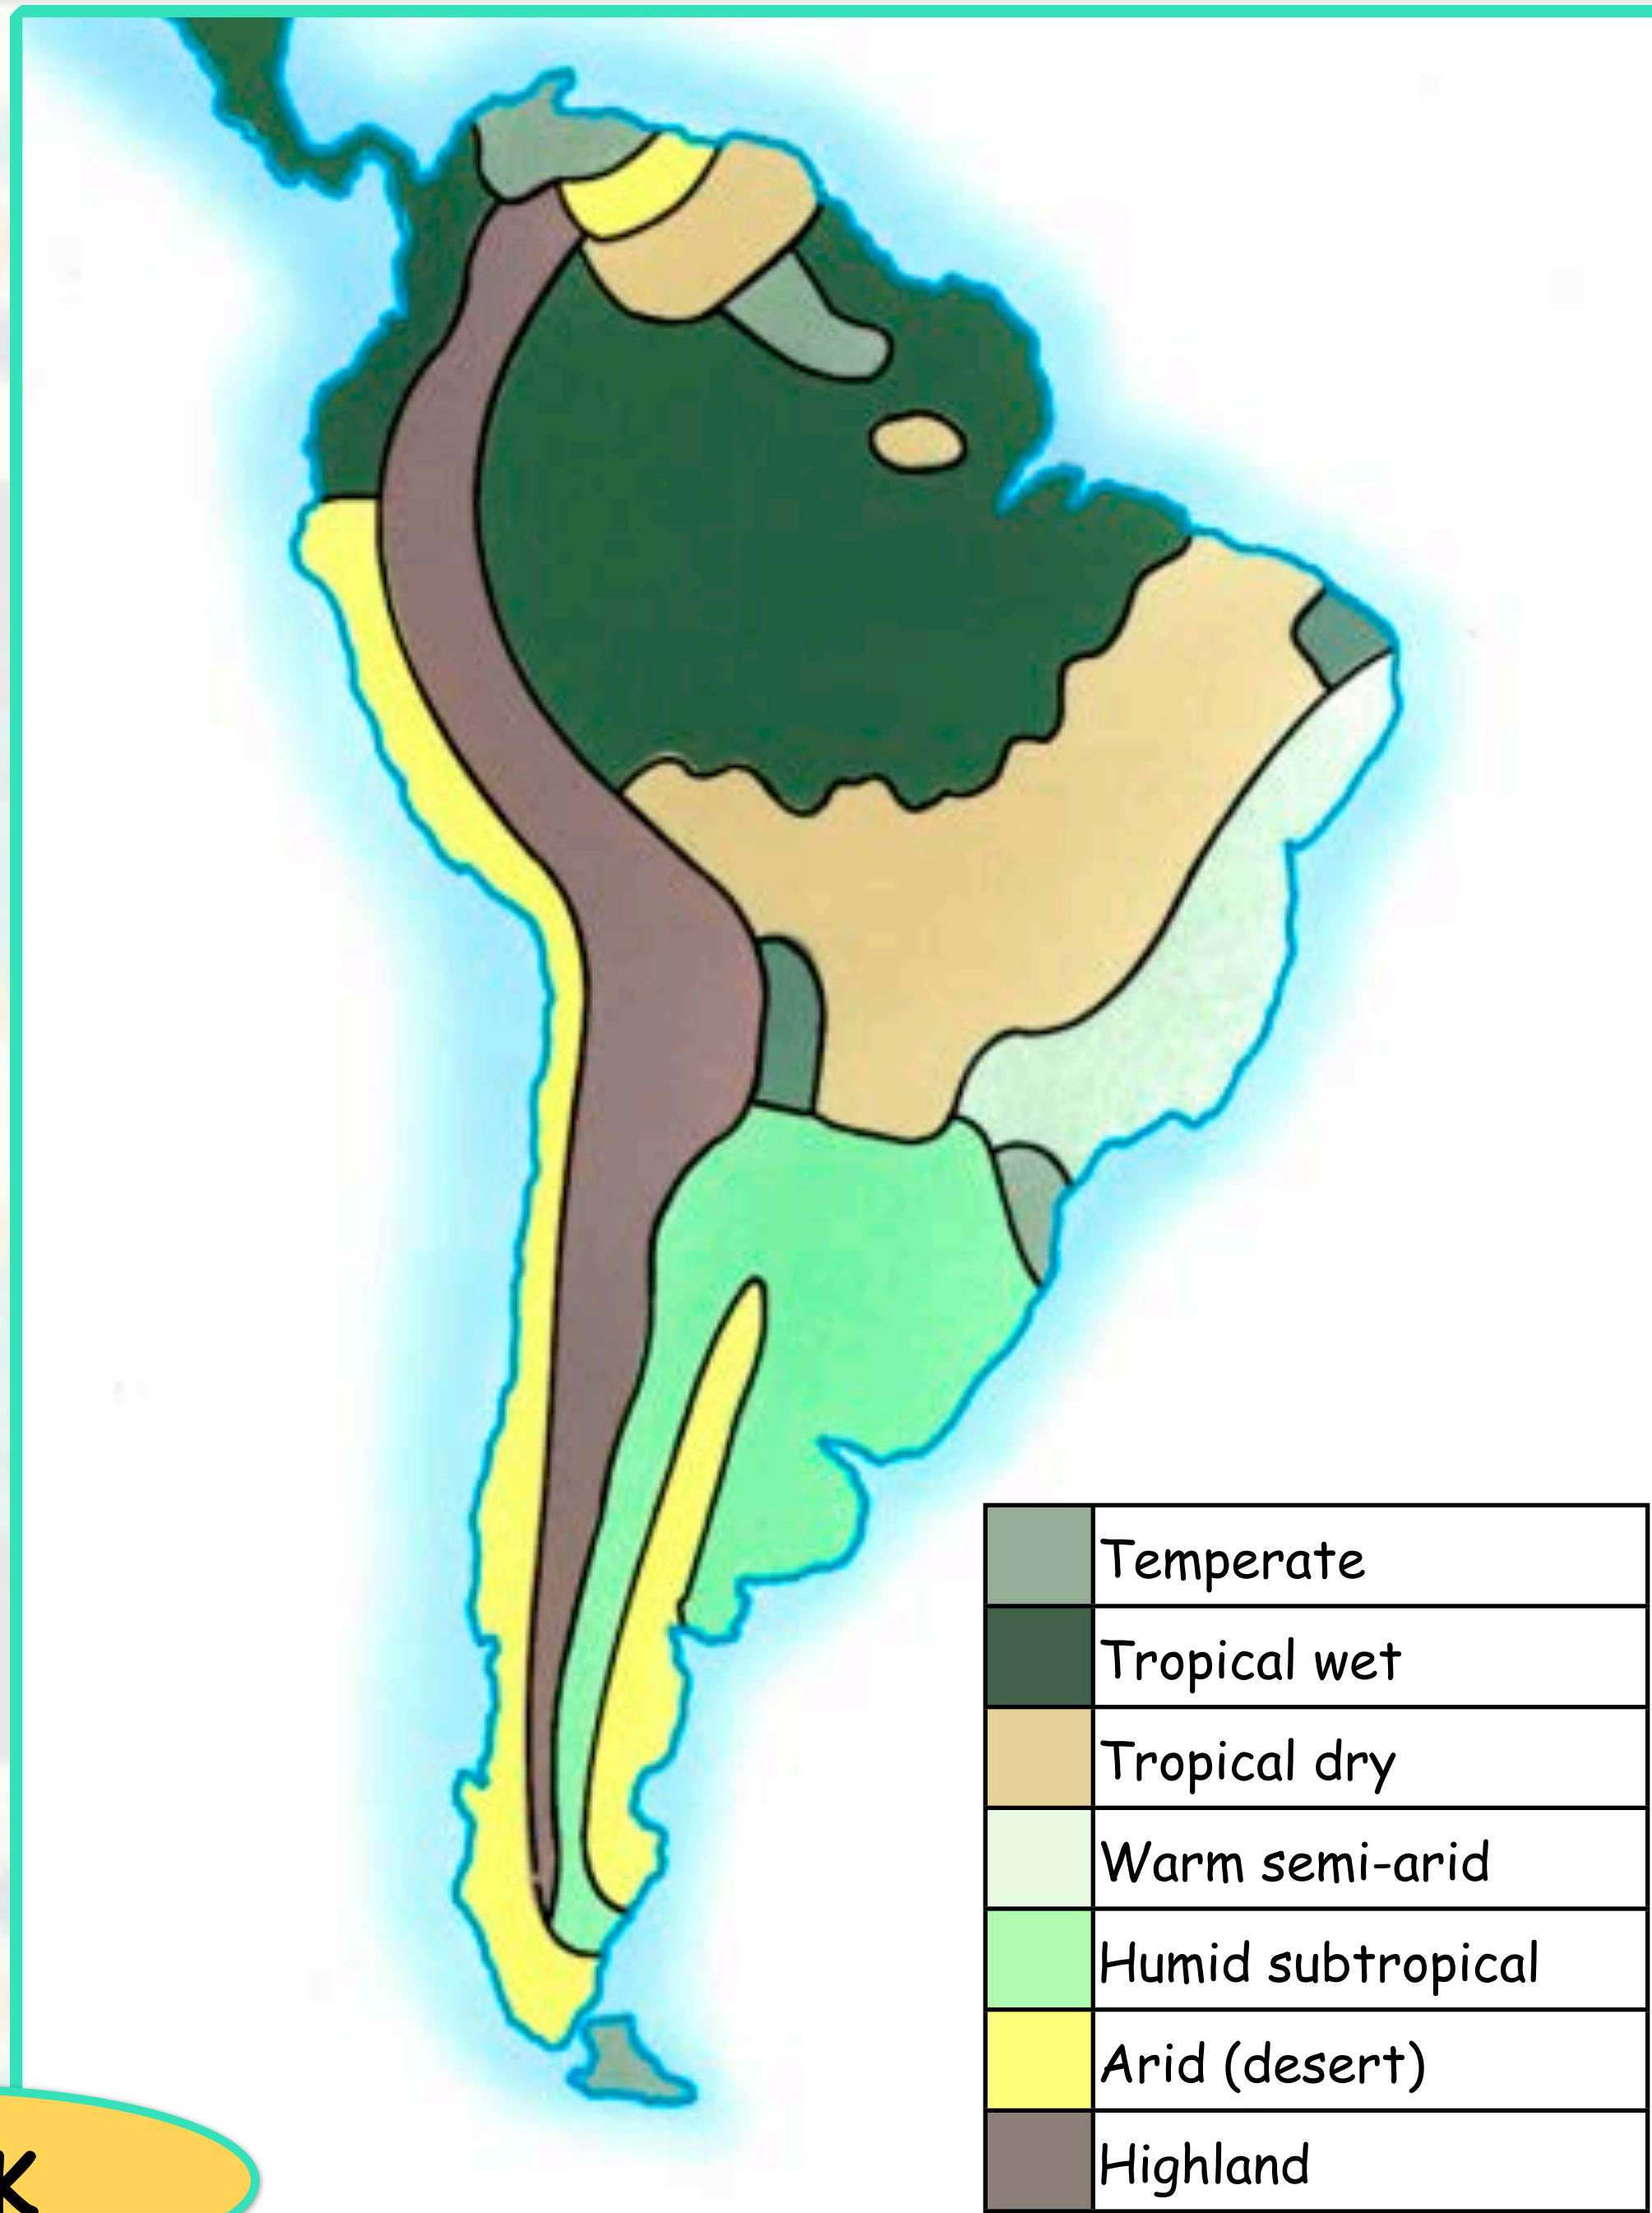 Temperate
Tropical wet
Tropical dry
Warm semi-arid
Humid subtropical
Arid (desert)
Highland
K